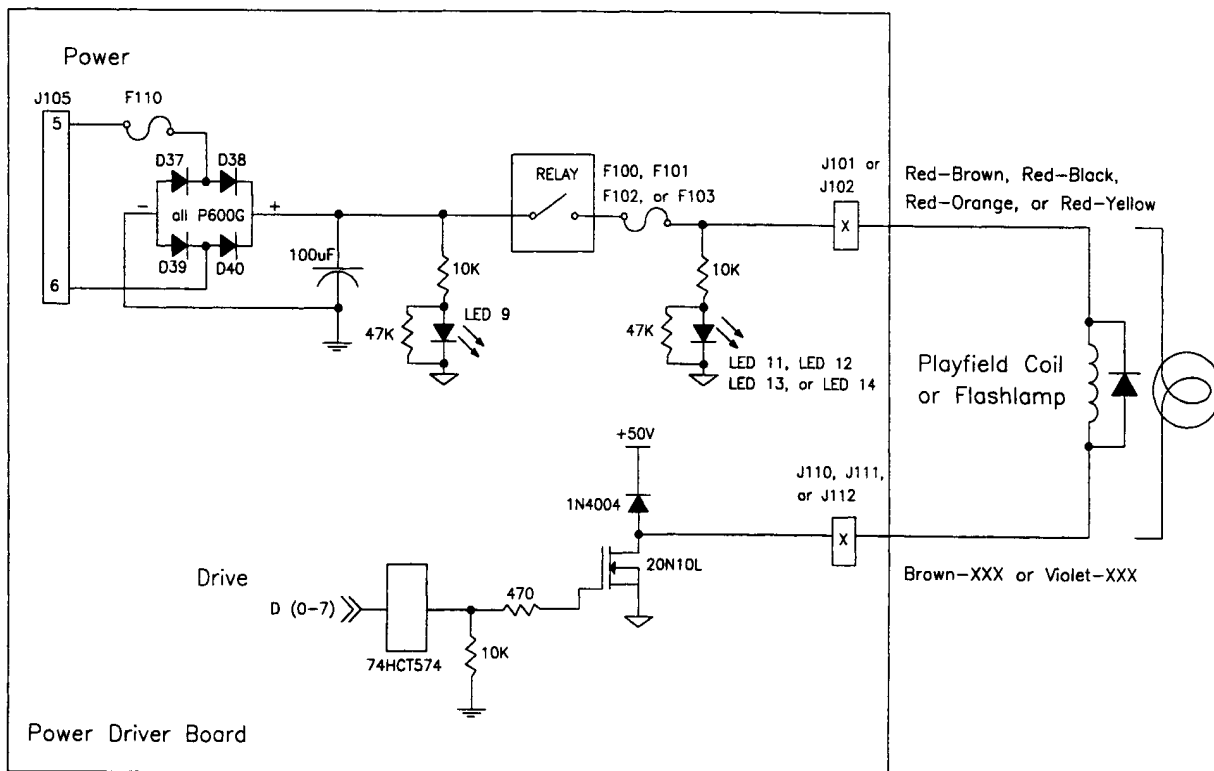 Power
J105
F110
5
D37
D38
–
all
P600G
+
D39
D40
6
100uF
10K
47K
LED 9
RELAY
F100, F101
F102, or F103
10K
47K
LED 11, LED 12
LED 13, or LED 14
J101 or
J102
X
Red-Brown, Red-Black,
Red-Orange, or Red-Yellow
Playfield Coil
or Flashlamp
+50V
1N4004
20N10L
J110, J111,
or J112
X
Brown-XXX or Violet-XXX
Drive
D (0-7)
74HCT574
470
10K
Power Driver Board